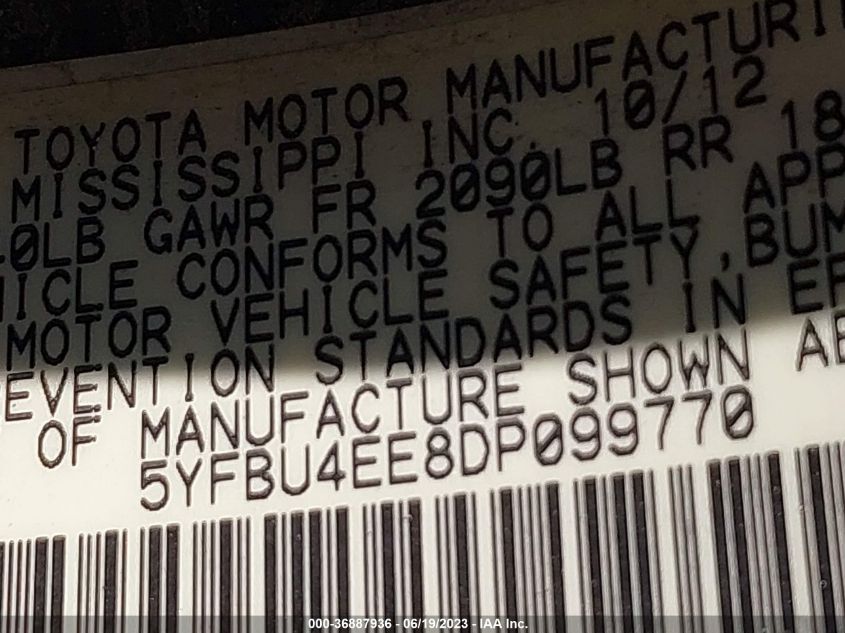 TOYOTA MOTOR MANUFACTURI
MISSISSIPPI INC. 10/12
0LB GAWR FR 2090LB RR 18
ICLE CONFORMS TO ALL APP
MOTOR VEHICLE SAFETY,BUM
EVENTION STANDARDS IN EF
OF MANUFACTURE SHOWN AB
5YFBU4EE8DP099770
000-36887936 - 06/19/2023 - IAA Inc.